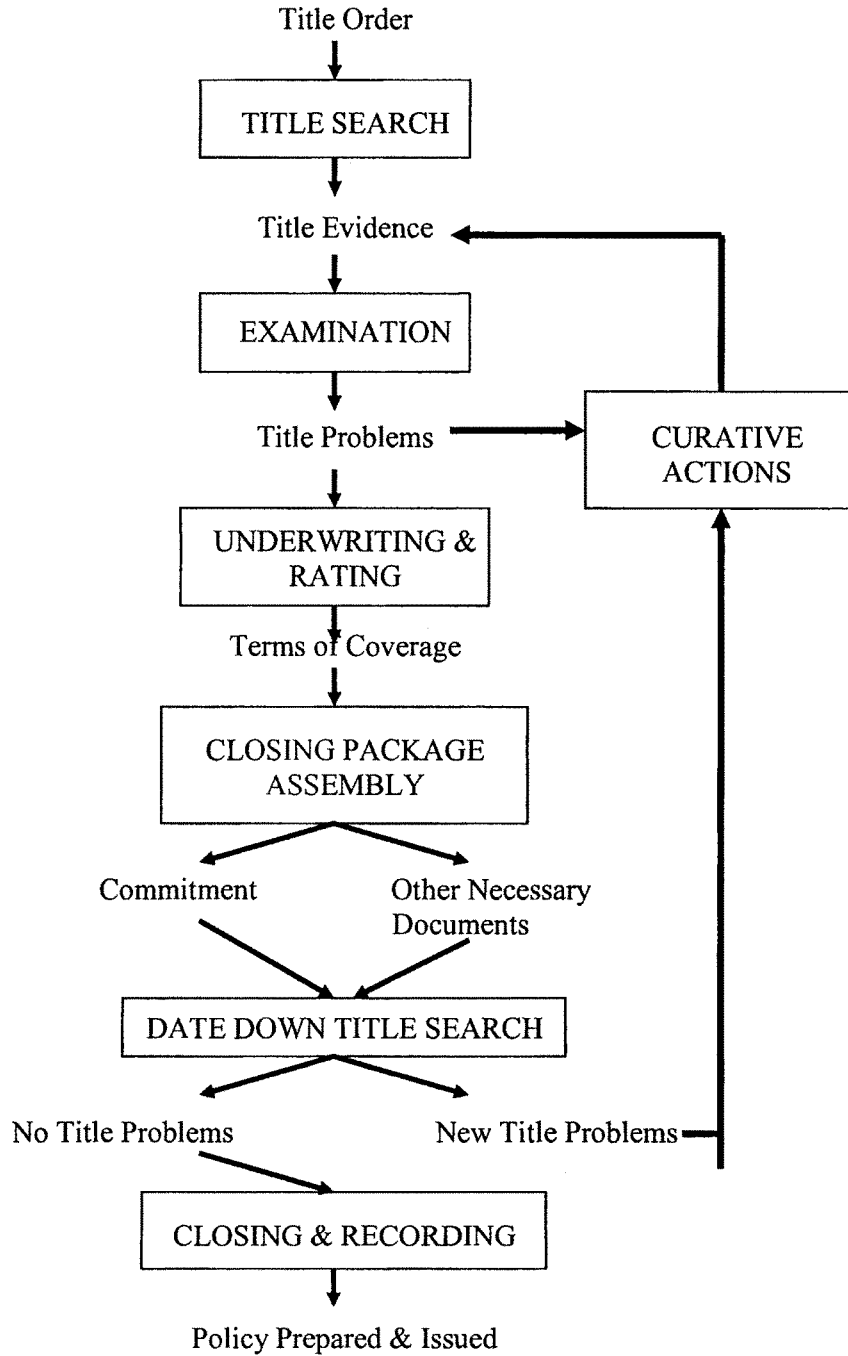 Title Order
TITLE SEARCH
Title Evidence
EXAMINATION
Title Problems
CURATIVE
ACTIONS
UNDERWRITING &
RATING
Terms of Coverage
CLOSING PACKAGE
ASSEMBLY
Commitment
Other Necessary
Documents
DATE DOWN TITLE SEARCH
No Title Problems
New Title Problems
CLOSING & RECORDING
Policy Prepared & Issued